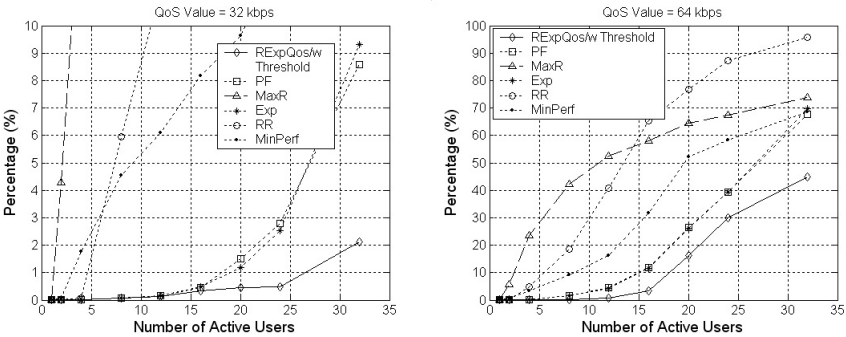 QoS Value = 32 kbps
10
9
8
7
6
5
4
3
2
1
0
Percentage (%)
RExpQos/w
Threshold
PF
MaxR
Exp
RR
MinPerf
0 5 10 15 20 25 30 35
Number of Active Users
QoS Value = 64 kbps
100
90
80
70
60
50
40
30
20
10
0
Percentage (%)
RExpQos/w Threshold
PF
MaxR
Exp
RR
MinPerf
0 5 10 15 20 25 30 35
Number of Active Users